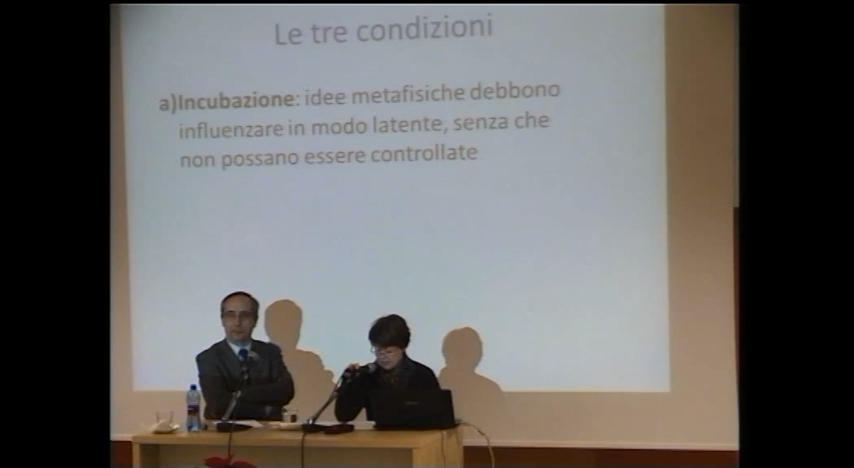 Le tre condizioni
a)Incubazione: idee metafisiche debbono
influenzare in modo latente, senza che
non possano essere controllate